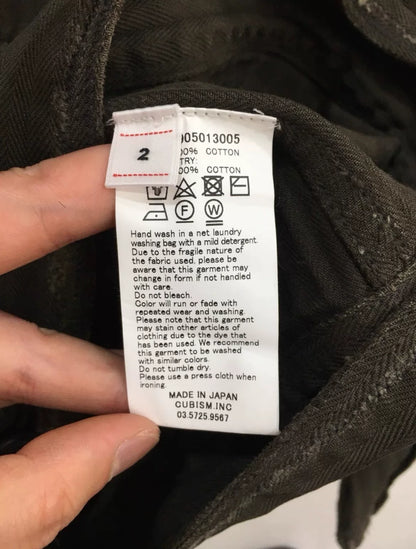 2
005013005
00% COTTON
TRY:
00% COTTON
F
W
Hand wash in a net laundry
washing bag with a mild detergent.
Due to the fragile nature of
the fabric used, please be
aware that this garment may
change in form if not handled
with care.
Do not bleach.
Color will run or fade with
repeated wear and washing.
Please note that this garment
may stain other articles of
clothing due to the dye that
has been used. We recommend
this garment to be washed
with similar colors.
Do not tumble dry.
Please use a press cloth when
ironing.
MADE IN JAPAN
CUBISM.INC
03.5725.9567